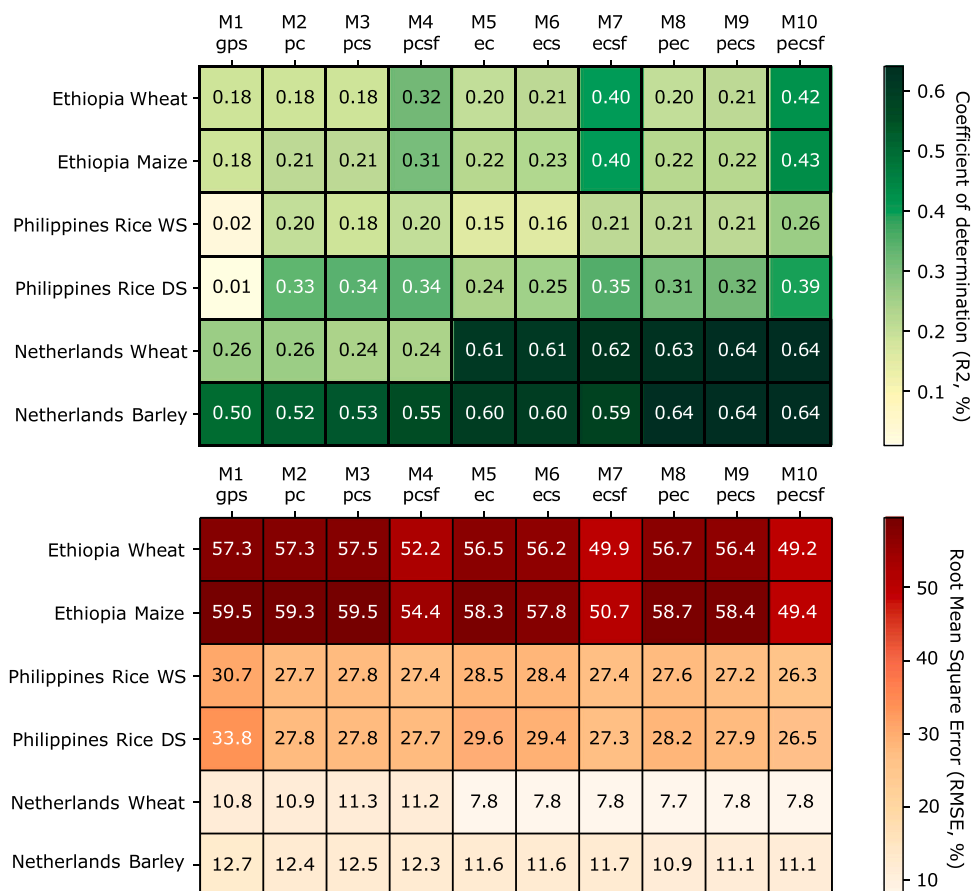 M1 M2 M3 M4 M5 M6 M7 M8 M9 M10
gps pc pcs pcsf ec ecs ecsf pec pecs pecsf
Ethiopia Wheat 0.18 0.18 0.18 0.32 0.20 0.21 0.40 0.20 0.21 0.42
Ethiopia Maize 0.18 0.21 0.21 0.31 0.22 0.23 0.40 0.22 0.22 0.43
Philippines Rice WS 0.02 0.20 0.18 0.20 0.15 0.16 0.21 0.21 0.21 0.26
Philippines Rice DS 0.01 0.33 0.34 0.34 0.24 0.25 0.35 0.31 0.32 0.39
Netherlands Wheat 0.26 0.26 0.24 0.24 0.61 0.61 0.62 0.63 0.64 0.64
Netherlands Barley 0.50 0.52 0.53 0.55 0.60 0.60 0.59 0.64 0.64 0.64
0.6
0.5
0.4
0.3
0.2
0.1
Coefficient of determination (R2, %)
M1 M2 M3 M4 M5 M6 M7 M8 M9 M10
gps pc pcs pcsf ec ecs ecsf pec pecs pecsf
Ethiopia Wheat 57.3 57.3 57.5 52.2 56.5 56.2 49.9 56.7 56.4 49.2
Ethiopia Maize 59.5 59.3 59.5 54.4 58.3 57.8 50.7 58.7 58.4 49.4
Philippines Rice WS 30.7 27.7 27.8 27.4 28.5 28.4 27.4 27.6 27.2 26.3
Philippines Rice DS 33.8 27.8 27.8 27.7 29.6 29.4 27.3 28.2 27.9 26.5
Netherlands Wheat 10.8 10.9 11.3 11.2 7.8 7.8 7.8 7.7 7.8 7.8
Netherlands Barley 12.7 12.4 12.5 12.3 11.6 11.6 11.7 10.9 11.1 11.1
50
40
30
20
10
Root Mean Square Error (RMSE, %)